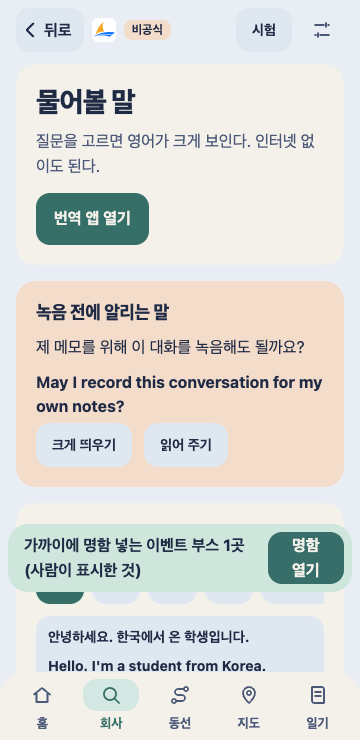 뒤로
비공식
시험
물어볼 말
질문을 고르면 영어가 크게 보인다. 인터넷 없
이도 된다.
번역 앱 열기
녹음 전에 알리는 말
제 메모를 위해 이 대화를 녹음해도 될까요?
May I record this conversation for my
own notes?
크게 띄우기
읽어 주기
가까이에 명함 넣는 이벤트 부스 1곳
(사람이 표시한 것)
명함
열기
안녕하세요. 한국에서 온 학생입니다.
Hello. I'm a student from Korea.
홈
회사
동선
지도
일기